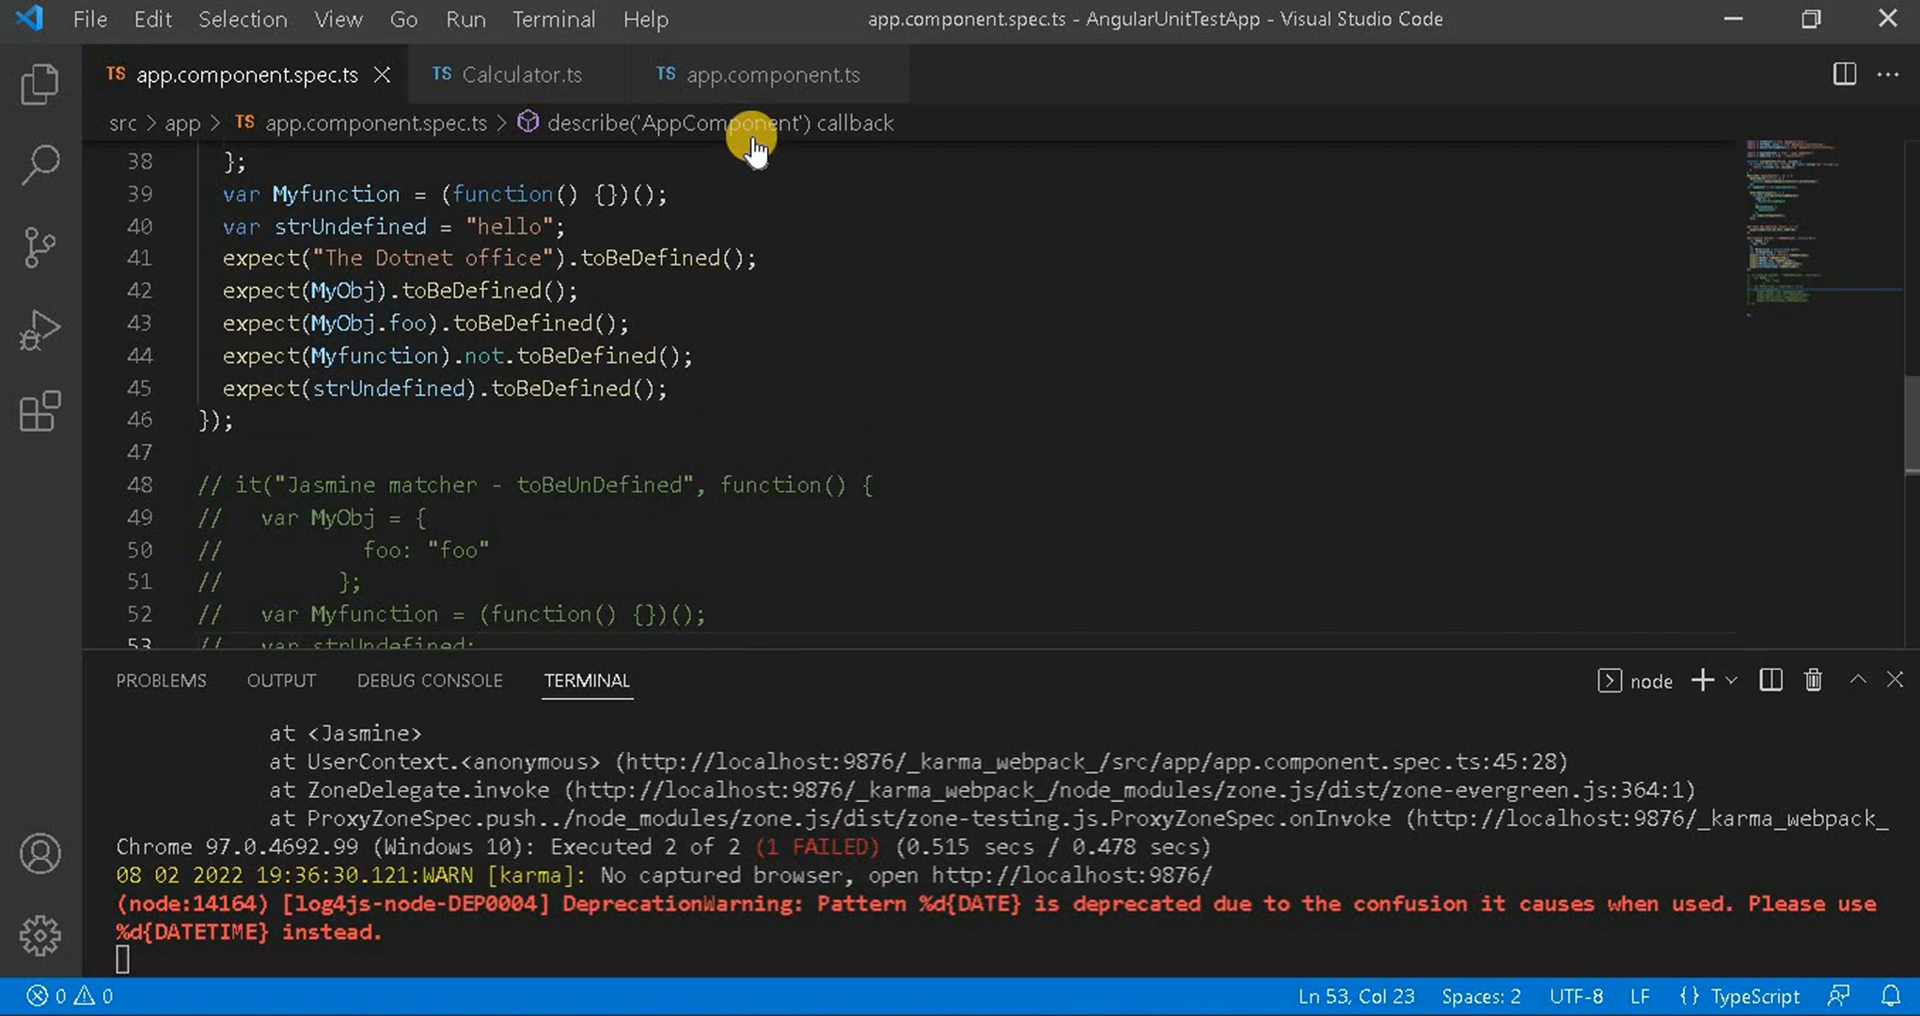 File Edit Selection View Go Run Terminal Help
app.component.spec.ts - AngularUnitTestApp - Visual Studio Code
TS app.component.spec.ts
TS Calculator.ts
TS app.component.ts
src > app > TS app.component.spec.ts > describe('AppComponent') callback
38 };
39 var Myfunction = (function() {})();
40 var strUndefined = "hello";
41 expect("The Dotnet office").toBeDefined();
42 expect(MyObj).toBeDefined();
43 expect(MyObj.foo).toBeDefined();
44 expect(Myfunction).not.toBeDefined();
45 expect(strUndefined).toBeDefined();
46 });
47
48 // it("Jasmine matcher - toBeUnDefined", function() {
49 // var MyObj = {
50 // foo: "foo"
51 // };
52 // var Myfunction = (function() {})();
53 // var strUndefined;
PROBLEMS OUTPUT DEBUG CONSOLE TERMINAL
node
at <Jasmine>
at UserContext.<anonymous> (http://localhost:9876/_karma_webpack_/src/app/app.component.spec.ts:45:28)
at ZoneDelegate.invoke (http://localhost:9876/_karma_webpack_/node_modules/zone.js/dist/zone-evergreen.js:364:1)
at ProxyZoneSpec.push../node_modules/zone.js/dist/zone-testing.js.ProxyZoneSpec.onInvoke (http://localhost:9876/_karma_webpack_
Chrome 97.0.4692.99 (Windows 10): Executed 2 of 2 (1 FAILED) (0.515 secs / 0.478 secs)
08 02 2022 19:36:30.121:WARN [karma]: No captured browser, open http://localhost:9876/
(node:14164) [log4js-node-DEP0004] DeprecationWarning: Pattern %d{DATE} is deprecated due to the confusion it causes when used. Please use
%d{DATETIME} instead.
0 0
Ln 53, Col 23 Spaces: 2 UTF-8 LF {} TypeScript